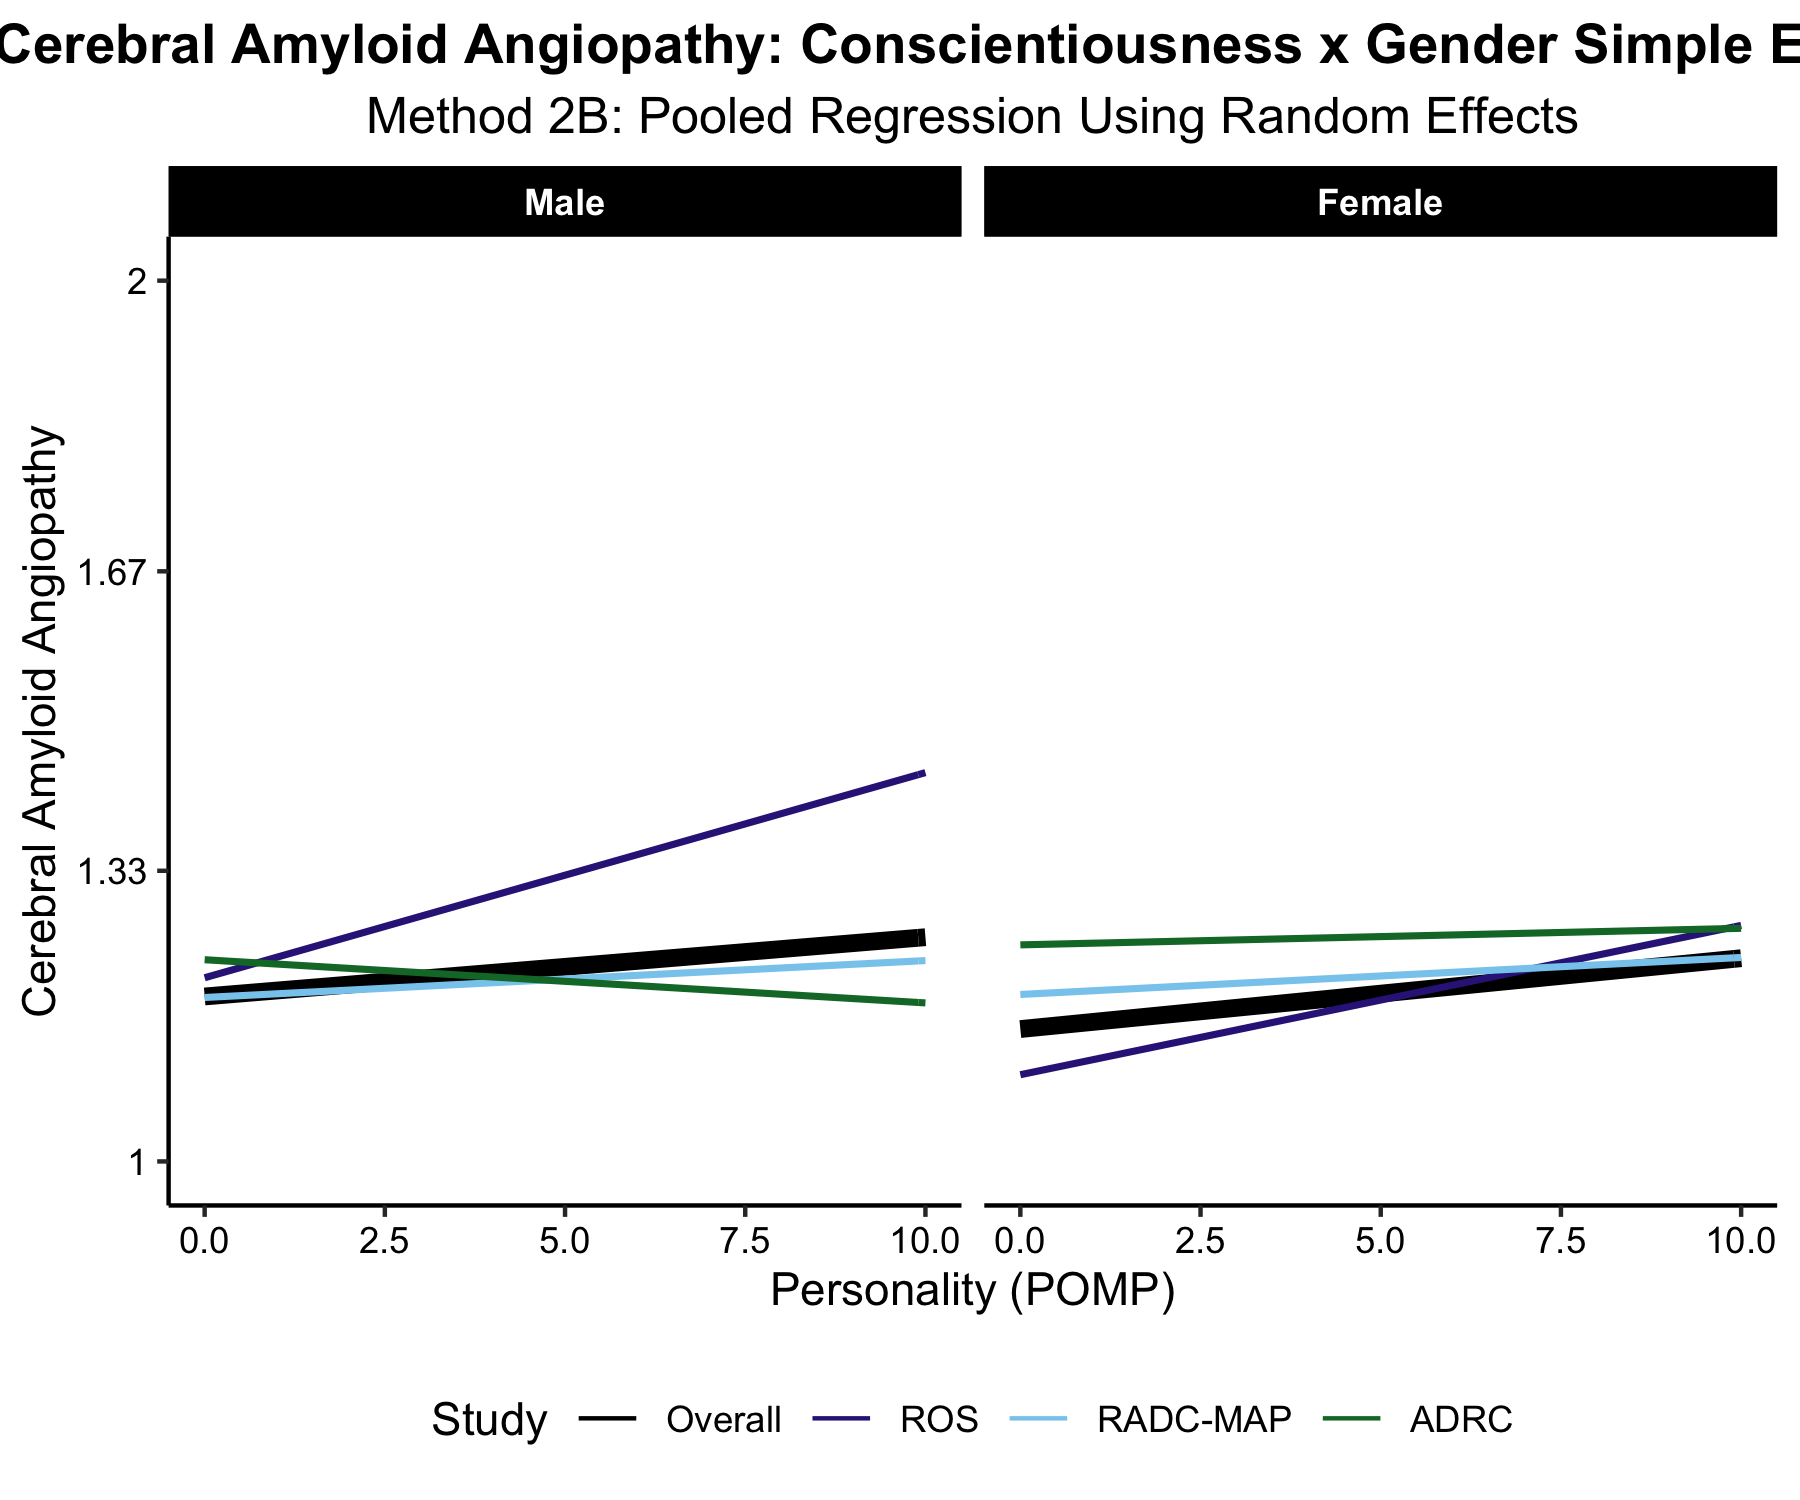 Cerebral Amyloid Angiopathy: Conscientiousness x Gender Simple E
Method 2B: Pooled Regression Using Random Effects
Male
Female
Cerebral Amyloid Angiopathy
2
1.67
1.33
1
0.0 2.5 5.0 7.5 10.0
0.0 2.5 5.0 7.5 10.0
Personality (POMP)
Study Overall ROS RADC-MAP ADRC